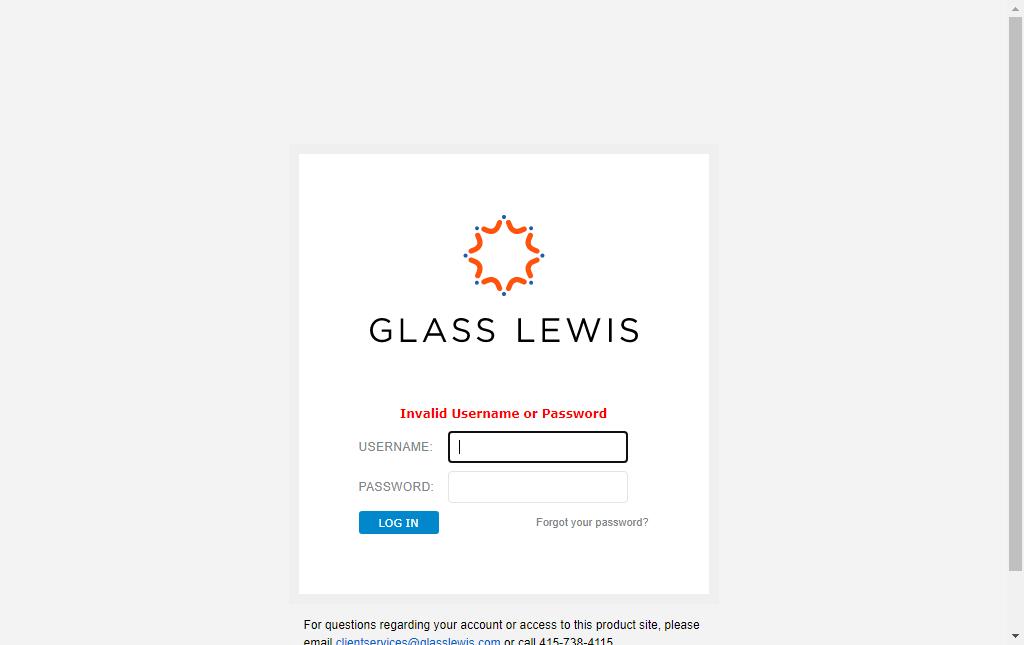 GLASS LEWIS
Invalid Username or Password
USERNAME:
PASSWORD:
LOG IN
Forgot your password?
For questions regarding your account or access to this product site, please
email clientservices@glasslewis.com or call 415-738-4115